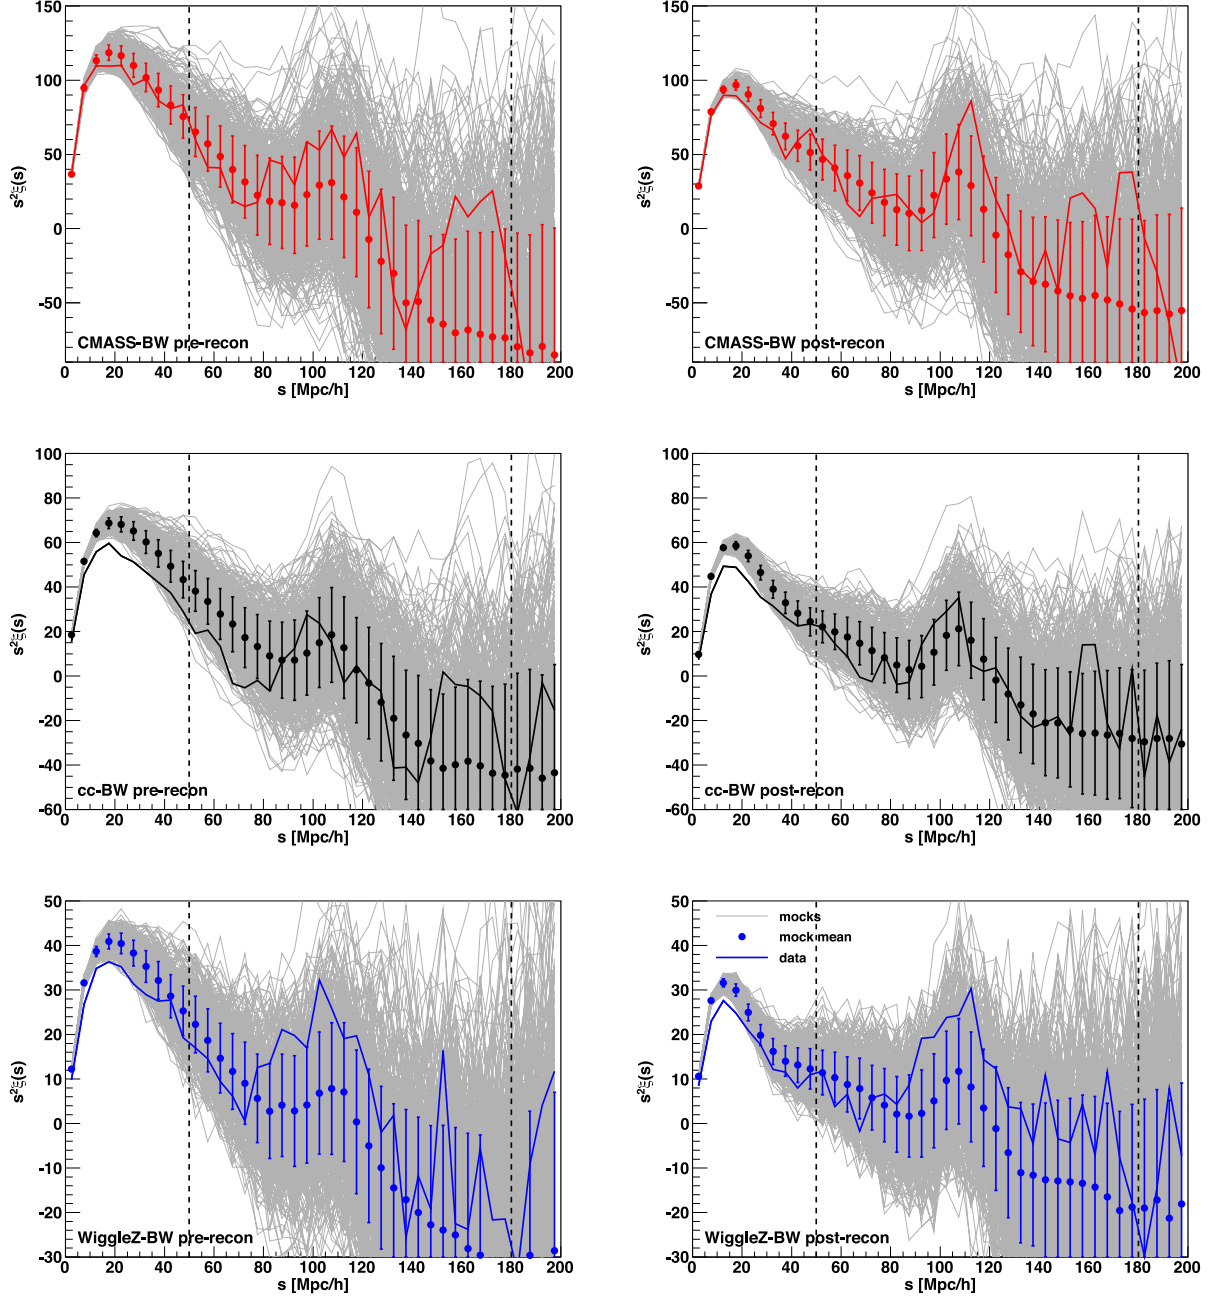 150
100
50
0
-50
s²ξ(s)
CMASS-BW pre-recon
0 20 40 60 80 100 120 140 160 180 200
s [Mpc/h]
150
100
50
0
-50
s²ξ(s)
CMASS-BW post-recon
0 20 40 60 80 100 120 140 160 180 200
s [Mpc/h]
100
80
60
40
20
0
-20
-40
-60
s²ξ(s)
cc-BW pre-recon
0 20 40 60 80 100 120 140 160 180 200
s [Mpc/h]
100
80
60
40
20
0
-20
-40
-60
s²ξ(s)
cc-BW post-recon
0 20 40 60 80 100 120 140 160 180 200
s [Mpc/h]
50
40
30
20
10
0
-10
-20
-30
s²ξ(s)
WiggleZ-BW pre-recon
0 20 40 60 80 100 120 140 160 180 200
s [Mpc/h]
50
40
30
20
10
0
-10
-20
-30
s²ξ(s)
mocks
mock mean
data
WiggleZ-BW post-recon
0 20 40 60 80 100 120 140 160 180 200
s [Mpc/h]